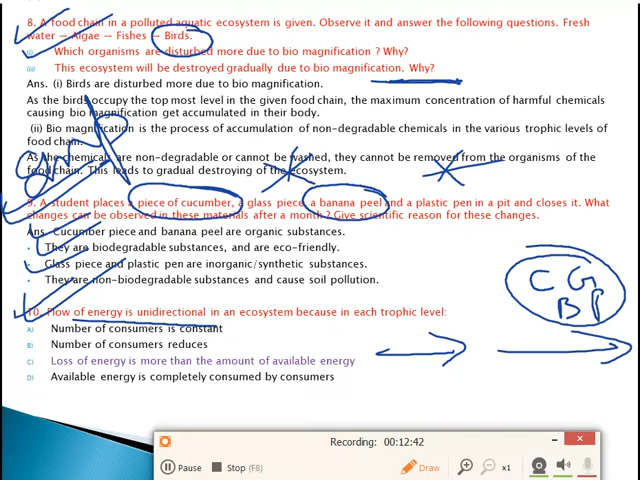 8. A food chain in a polluted aquatic ecosystem is given. Observe it and answer the following questions. Fresh
water → Algae → Fishes → Birds.
(i) Which organisms are disturbed more due to bio magnification ? Why?
(ii) This ecosystem will be destroyed gradually due to bio magnification. Why?
Ans. (i) Birds are disturbed more due to bio magnification.
As the birds occupy the top most level in the given food chain, the maximum concentration of harmful chemicals
causing bio magnification get accumulated in their body.
(ii) Bio magnification is the process of accumulation of non-degradable chemicals in the various trophic levels of
food chain.
As the chemicals are non-degradable or cannot be washed, they cannot be removed from the organisms of the
food chain. This leads to gradual destroying of the ecosystem.
9. A student places a piece of cucumber, a glass piece, a banana peel and a plastic pen in a pit and closes it. What
changes can be observed in these materials after a month ? Give scientific reason for these changes.
Ans- Cucumber piece and banana peel are organic substances.
They are biodegradable substances, and are eco-friendly.
Glass piece and plastic pen are inorganic/synthetic substances.
They are non-biodegradable substances and cause soil pollution.
C G
B P
10. Flow of energy is unidirectional in an ecosystem because in each trophic level:
A) Number of consumers is constant
B) Number of consumers reduces
C) Loss of energy is more than the amount of available energy
D) Available energy is completely consumed by consumers
Recording: 00:12:42
Pause Stop (F8) Draw x1